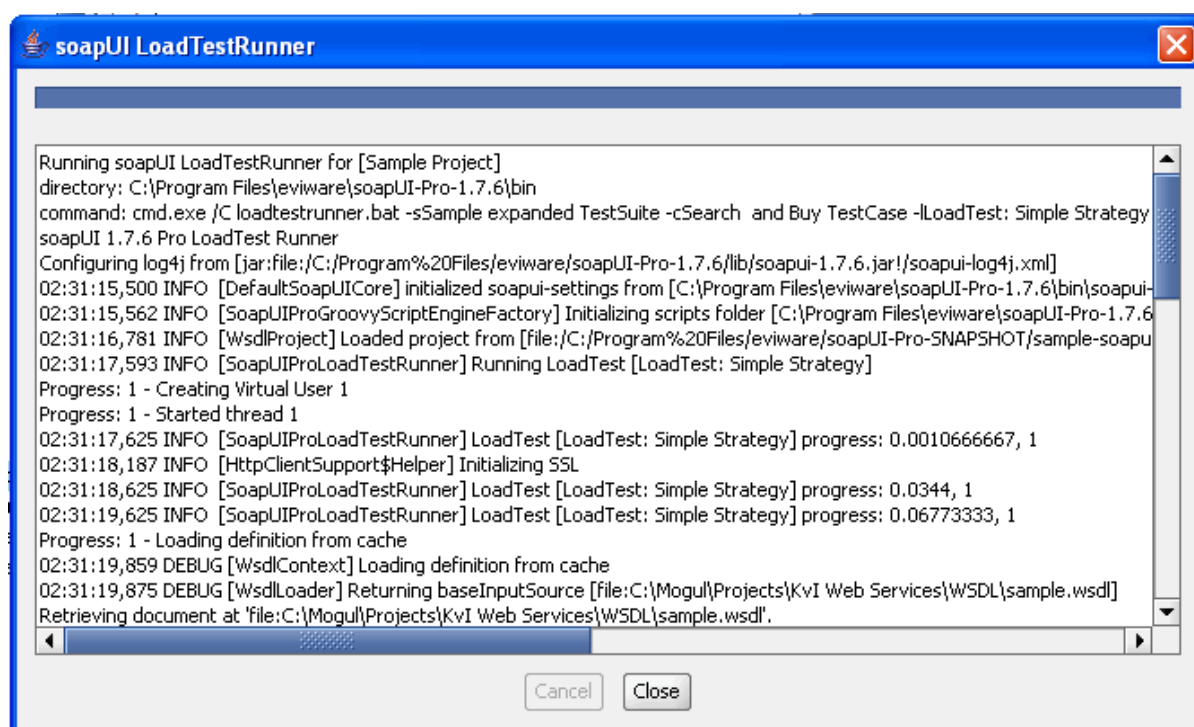 soapUI LoadTestRunner
Running soapUI LoadTestRunner for [Sample Project]
directory: C:\Program Files\eviware\soapUI-Pro-1.7.6\bin
command: cmd.exe /C loadtestrunner.bat -sSample expanded TestSuite -cSearch  and Buy TestCase -lLoadTest: Simple Strategy
soapUI 1.7.6 Pro LoadTest Runner
Configuring log4j from [jar:file:/C:/Program%20Files/eviware/soapUI-Pro-1.7.6/lib/soapui-1.7.6.jar!/soapui-log4j.xml]
02:31:15,500 INFO  [DefaultSoapUICore] initialized soapui-settings from [C:\Program Files\eviware\soapUI-Pro-1.7.6\bin\soapui-
02:31:15,562 INFO  [SoapUIProGroovyScriptEngineFactory] Initializing scripts folder [C:\Program Files\eviware\soapUI-Pro-1.7.6
02:31:16,781 INFO  [WsdlProject] Loaded project from [file:/C:/Program%20Files/eviware/soapUI-Pro-SNAPSHOT/sample-soapu
02:31:17,593 INFO  [SoapUIProLoadTestRunner] Running LoadTest [LoadTest: Simple Strategy]
Progress: 1 - Creating Virtual User 1
Progress: 1 - Started thread 1
02:31:17,625 INFO  [SoapUIProLoadTestRunner] LoadTest [LoadTest: Simple Strategy] progress: 0.0010666667, 1
02:31:18,187 INFO  [HttpClientSupport$Helper] Initializing SSL
02:31:18,625 INFO  [SoapUIProLoadTestRunner] LoadTest [LoadTest: Simple Strategy] progress: 0.0344, 1
02:31:19,625 INFO  [SoapUIProLoadTestRunner] LoadTest [LoadTest: Simple Strategy] progress: 0.06773333, 1
Progress: 1 - Loading definition from cache
02:31:19,859 DEBUG [WsdlContext] Loading definition from cache
02:31:19,875 DEBUG [WsdlLoader] Returning baseInputSource [file:C:\Mogul\Projects\KvI Web Services\WSDL\sample.wsdl]
Retrieving document at 'file:C:\Mogul\Projects\KvI Web Services\WSDL\sample.wsdl'.
Cancel Close